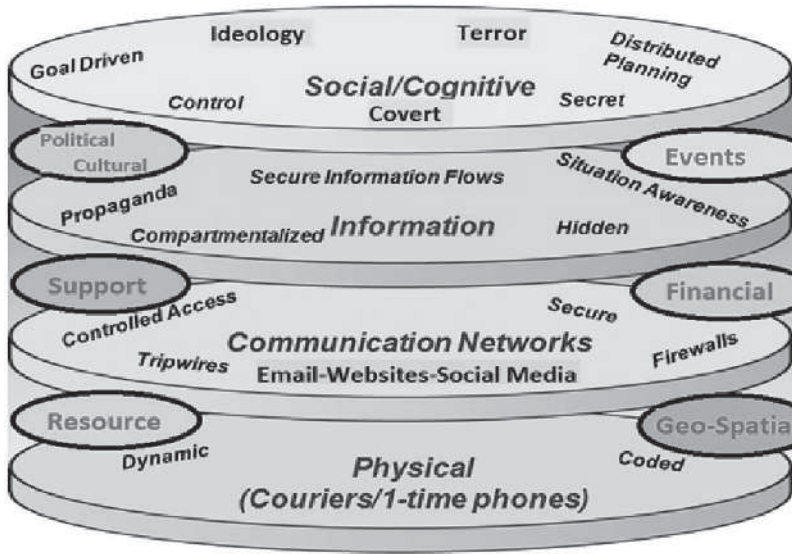 Ideology
Terror
Goal Driven
Distributed
Planning
Social/Cognitive
Control
Secret
Covert
Political
Cultural
Events
Secure Information Flows
Situation Awareness
Propaganda
Information
Compartmentalized
Hidden
Support
Financial
Controlled Access
Secure
Communication Networks
Firewalls
Tripwires
Email-Websites-Social Media
Resource
Geo-Spatia
Dynamic
Coded
Physical
(Couriers/1-time phones)